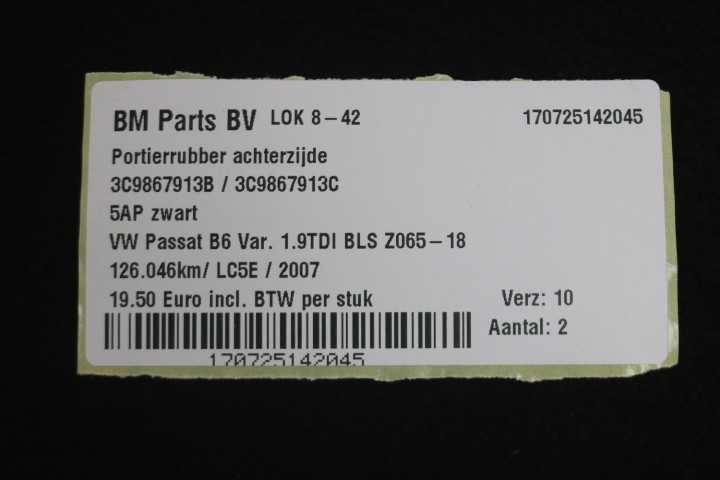 BM Parts BV LOK 8-42 170725142045
Portierrubber achterzijde
3C9867913B / 3C9867913C
5AP zwart
VW Passat B6 Var. 1.9TDI BLS Z065-18
126.046km/ LC5E / 2007
19.50 Euro incl. BTW per stuk Verz: 10
Aantal: 2
170725142045